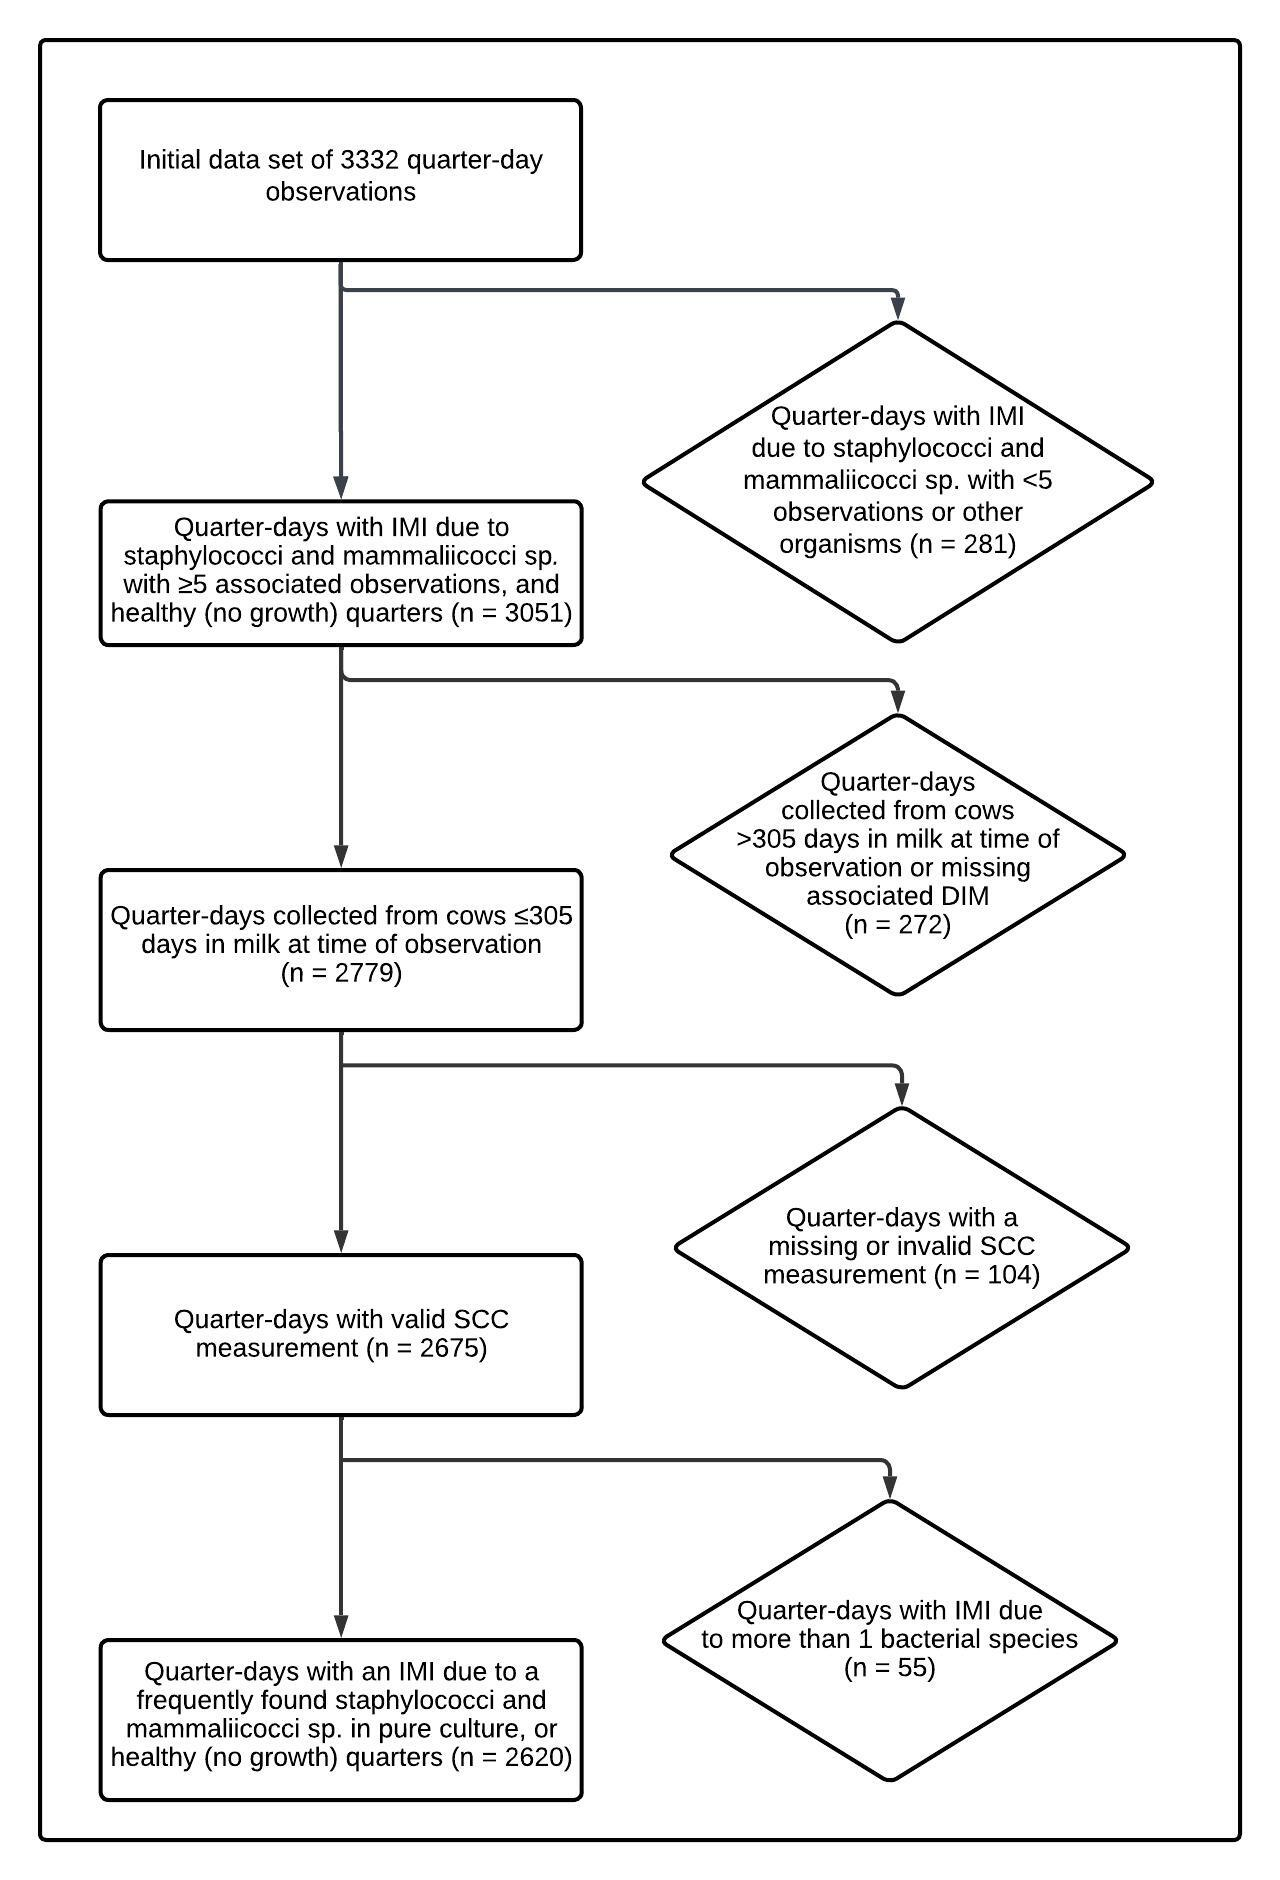 Initial data set of 3332 quarter-day
observations
Quarter-days with IMI
due to staphylococci and
mammaliicocci sp. with <5
observations or other
organisms (n = 281)
Quarter-days with IMI due to
staphylococci and mammaliicocci sp.
with ≥5 associated observations, and
healthy (no growth) quarters (n = 3051)
Quarter-days
collected from cows
>305 days in milk at time of
observation or missing
associated DIM
(n = 272)
Quarter-days collected from cows ≤305
days in milk at time of observation
(n = 2779)
Quarter-days with a
missing or invalid SCC
measurement (n = 104)
Quarter-days with valid SCC
measurement (n = 2675)
Quarter-days with IMI due
to more than 1 bacterial species
(n = 55)
Quarter-days with an IMI due to a
frequently found staphylococci and
mammaliicocci sp. in pure culture, or
healthy (no growth) quarters (n = 2620)